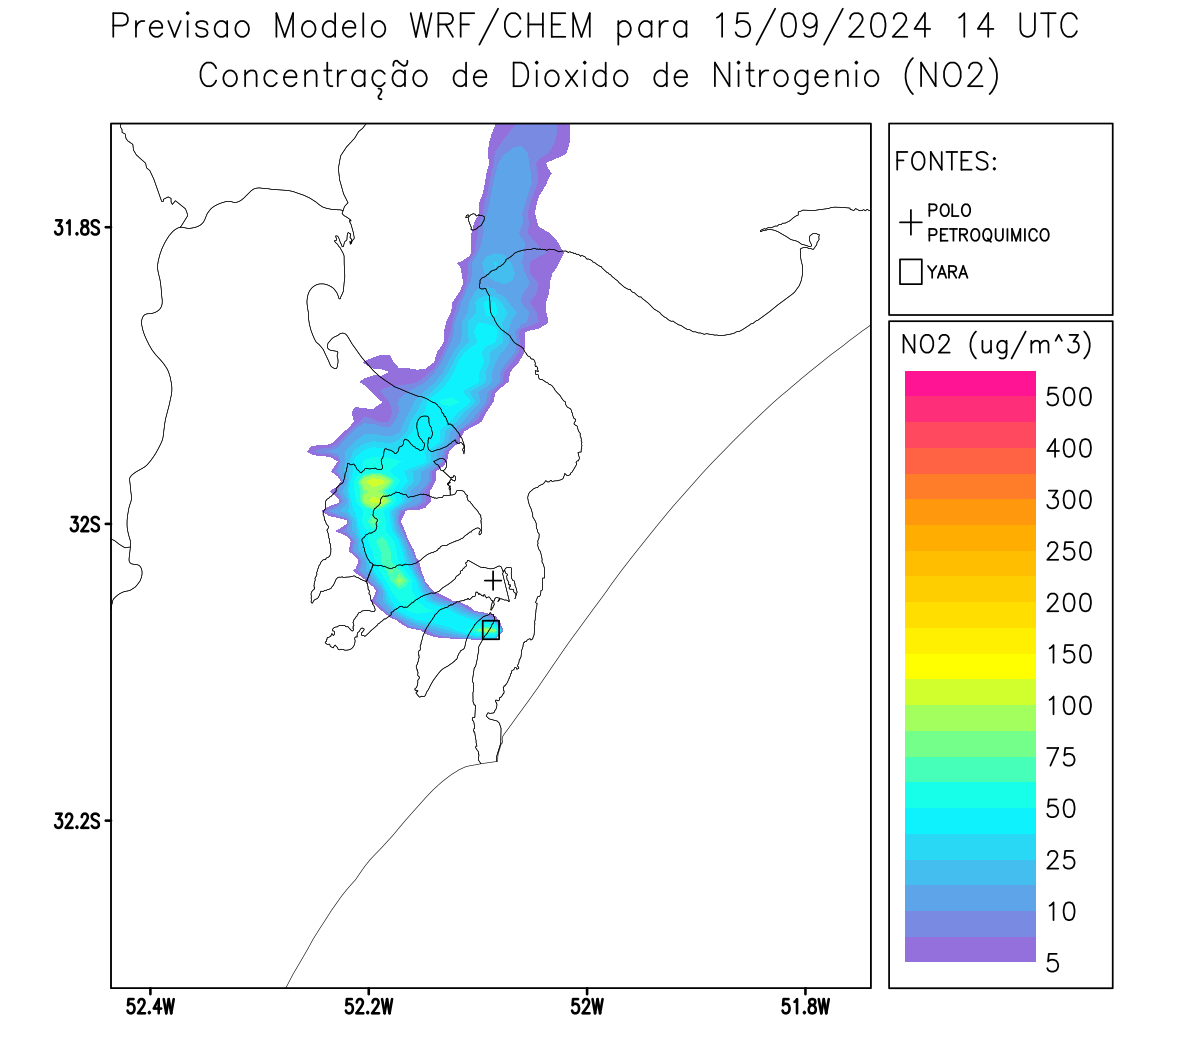 Previsao Modelo WRF/CHEM para 15/09/2024 14 UTC
Concentração de Dioxido de Nitrogenio (NO2)
FONTES:
POLO
PETROQUIMICO
YARA
NO2 (ug/m^3)
500
400
300
250
200
150
100
75
50
25
10
5
31.8S
32S
32.2S
52.4W
52.2W
52W
51.8W